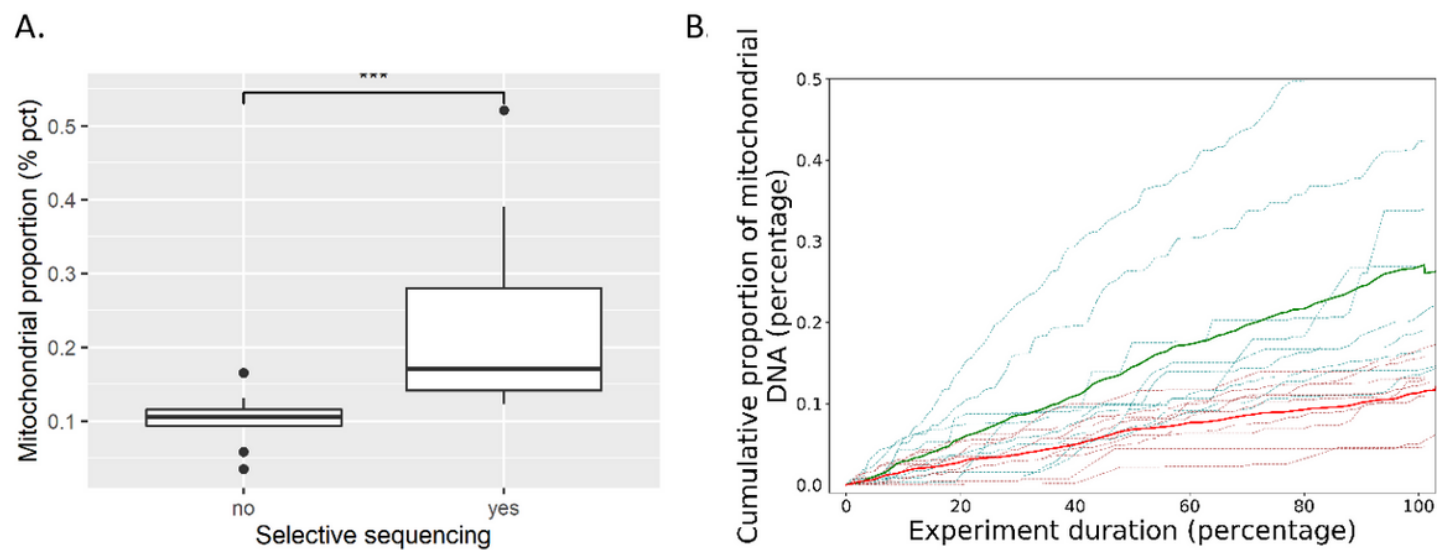 A.
***
Mitochondrial proportion (% pct)
0.5
0.4
0.3
0.2
0.1
no yes
Selective sequencing
B.
Cumulative proportion of mitochondrial
DNA (percentage)
0.5
0.4
0.3
0.2
0.1
0.0
0 20 40 60 80 100
Experiment duration (percentage)